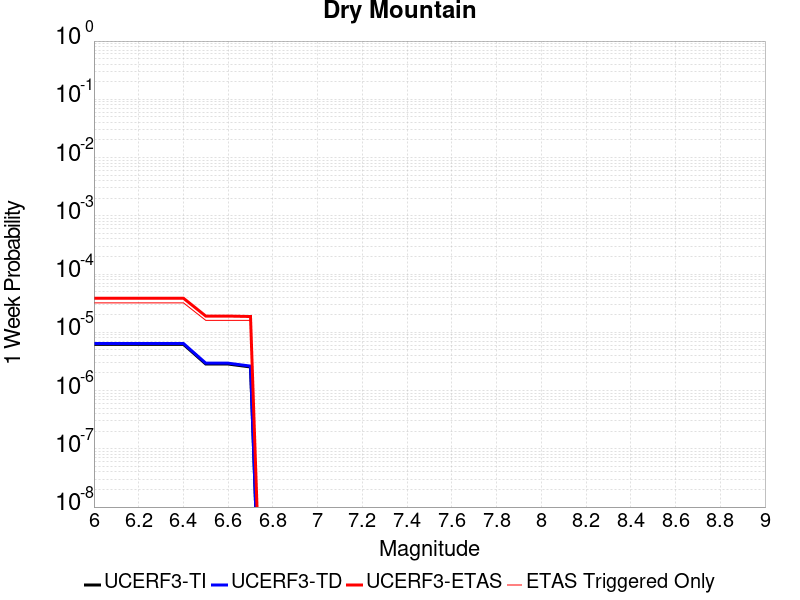 Dry Mountain
10^0
10^-1
10^-2
10^-3
10^-4
10^-5
10^-6
10^-7
10^-8
1 Week Probability
6 6.2 6.4 6.6 6.8 7 7.2 7.4 7.6 7.8 8 8.2 8.4 8.6 8.8 9
Magnitude
UCERF3-TI UCERF3-TD UCERF3-ETAS ETAS Triggered Only